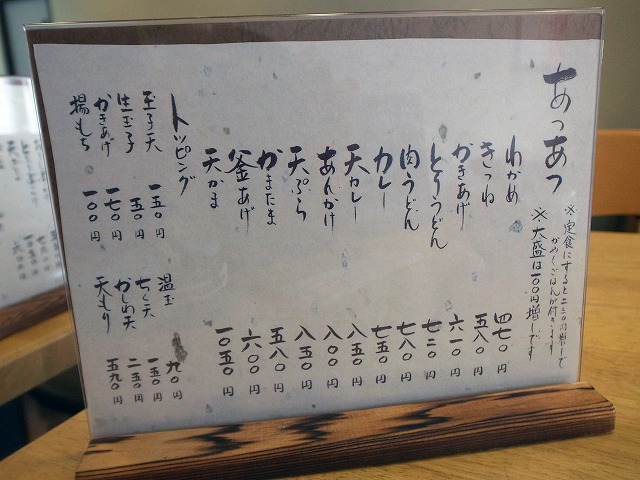 あつあつ
※定食にすると二三〇円増しで
かやくごはんが付きます
※大盛は一〇〇円増しです
わかめ 四七〇円
きつね 五八〇円
かきあげ 六一〇円
とりうどん 七三〇円
肉うどん 七八〇円
カレー 七五〇円
天カレー 八五〇円
あんかけ 八〇〇円
天ぷら 八五〇円
かまたま 五八〇円
釜あげ 六〇〇円
天かま 一〇五〇円
トッピング
玉子天 一五〇円
生玉子 五〇円
かきあげ 一七〇円
揚もち 一〇〇円
温玉 九〇円
ちく天 一五〇円
かしわ天 二五〇円
天もり 五九〇円